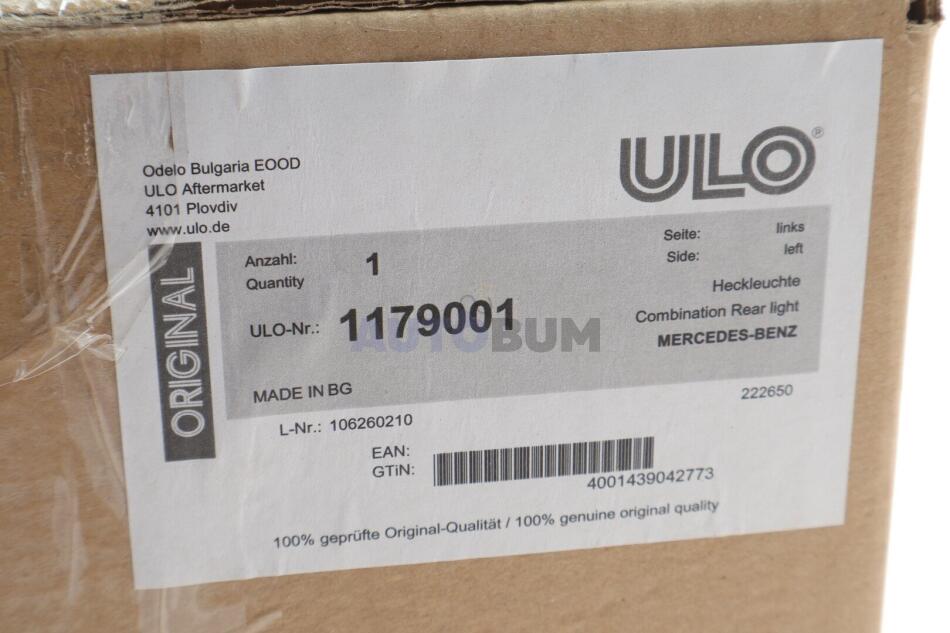 ULO®
Odelo Bulgaria EOOD
ULO Aftermarket
4101 Plovdiv
www.ulo.de
ORIGINAL
Anzahl: 1
Quantity
Seite: links
Side: left
Heckleuchte
ULO-Nr.: 1179001
Combination Rear light
MERCEDES-BENZ
AUTOBUM
MADE IN BG
222650
L-Nr.: 106260210
EAN:
GTiN:
4001439042773
100% geprüfte Original-Qualität / 100% genuine original quality